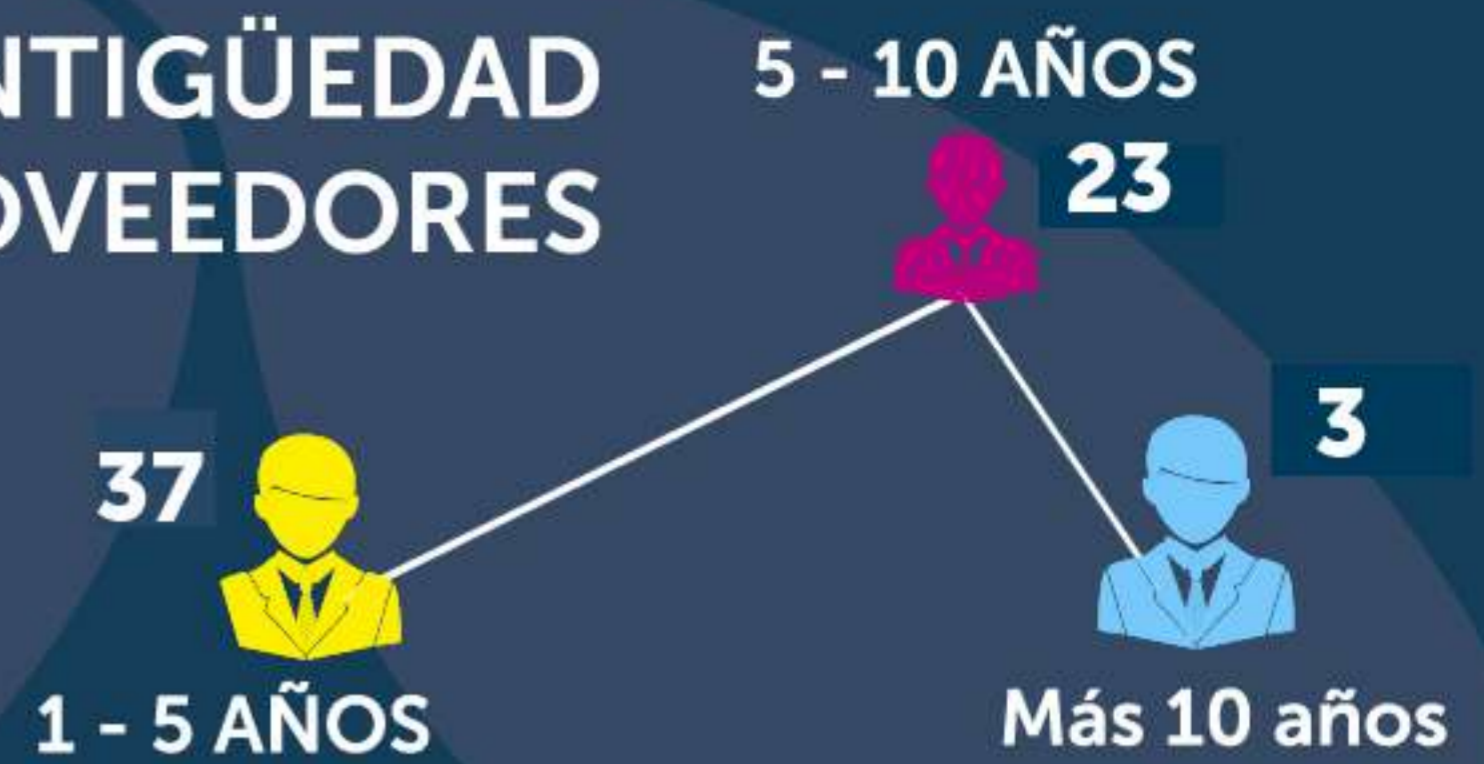 NTIGÜEDAD
OVEEDORES
5 - 10 AÑOS
23
37
3
1 - 5 AÑOS
Más 10 años